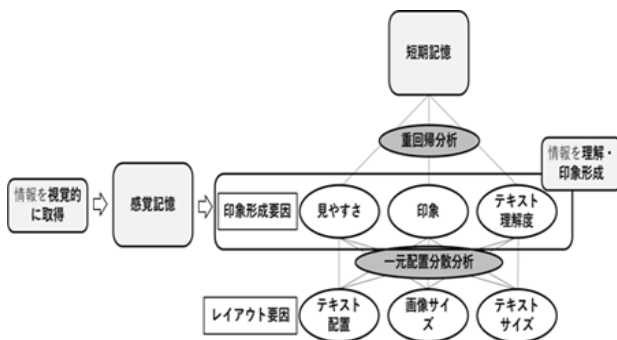 短期記憶
重回帰分析
情報を理解・
印象形成
情報を視覚的
に取得
感覚記憶
印象形成要因
見やすさ
印象
テキスト
理解度
一元配置分散分析
レイアウト要因
テキスト
配置
画像サイ
ズ
テキスト
サイズ